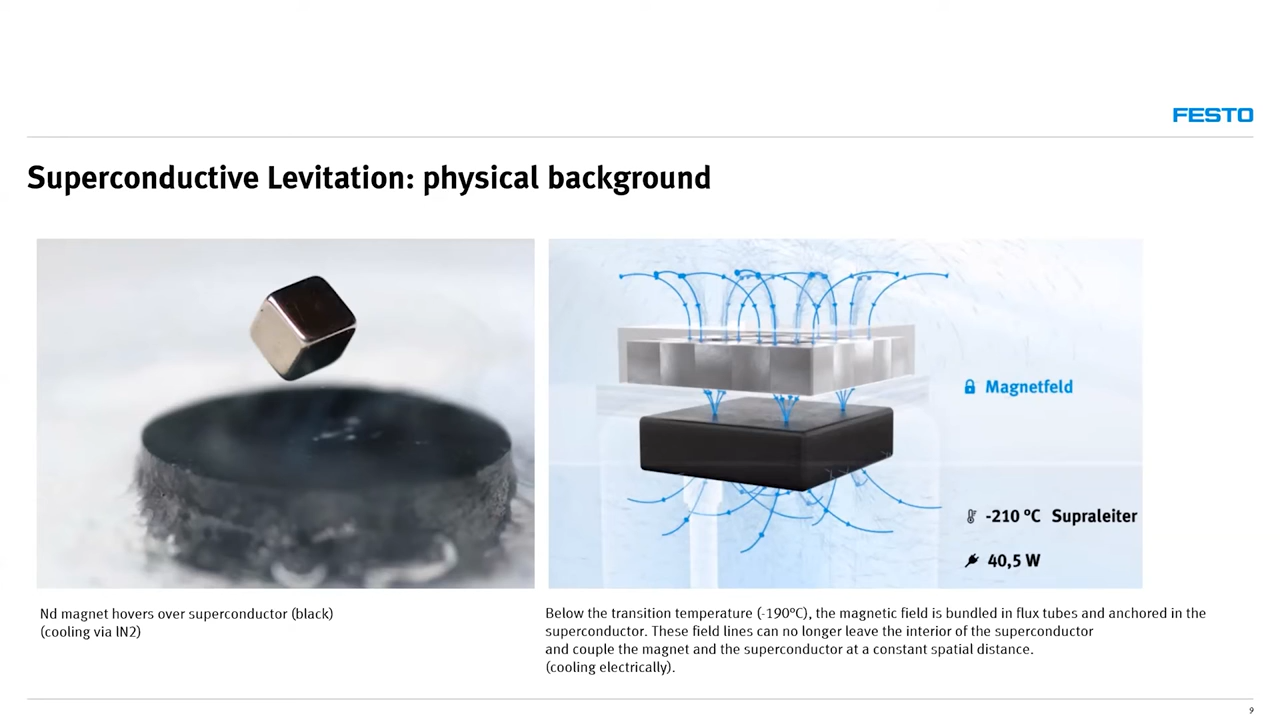 FESTO
Superconductive Levitation: physical background
Magnetfeld
-210 °C Supraleiter
40,5 W
Nd magnet hovers over superconductor (black)
(cooling via lN2)
Below the transition temperature (-190°C), the magnetic field is bundled in flux tubes and anchored in the
superconductor. These field lines can no longer leave the interior of the superconductor
and couple the magnet and the superconductor at a constant spatial distance.
(cooling electrically).
9